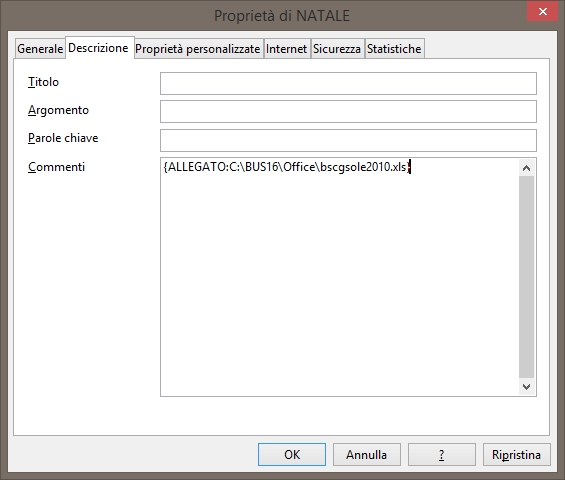 Proprietà di NATALE
Generale Descrizione Proprietà personalizzate Internet Sicurezza Statistiche
Titolo
Argomento
Parole chiave
Commenti {ALLEGATO:C:\BUS16\Office\bscgsole2010.xls}
OK Annulla ? Ripristina